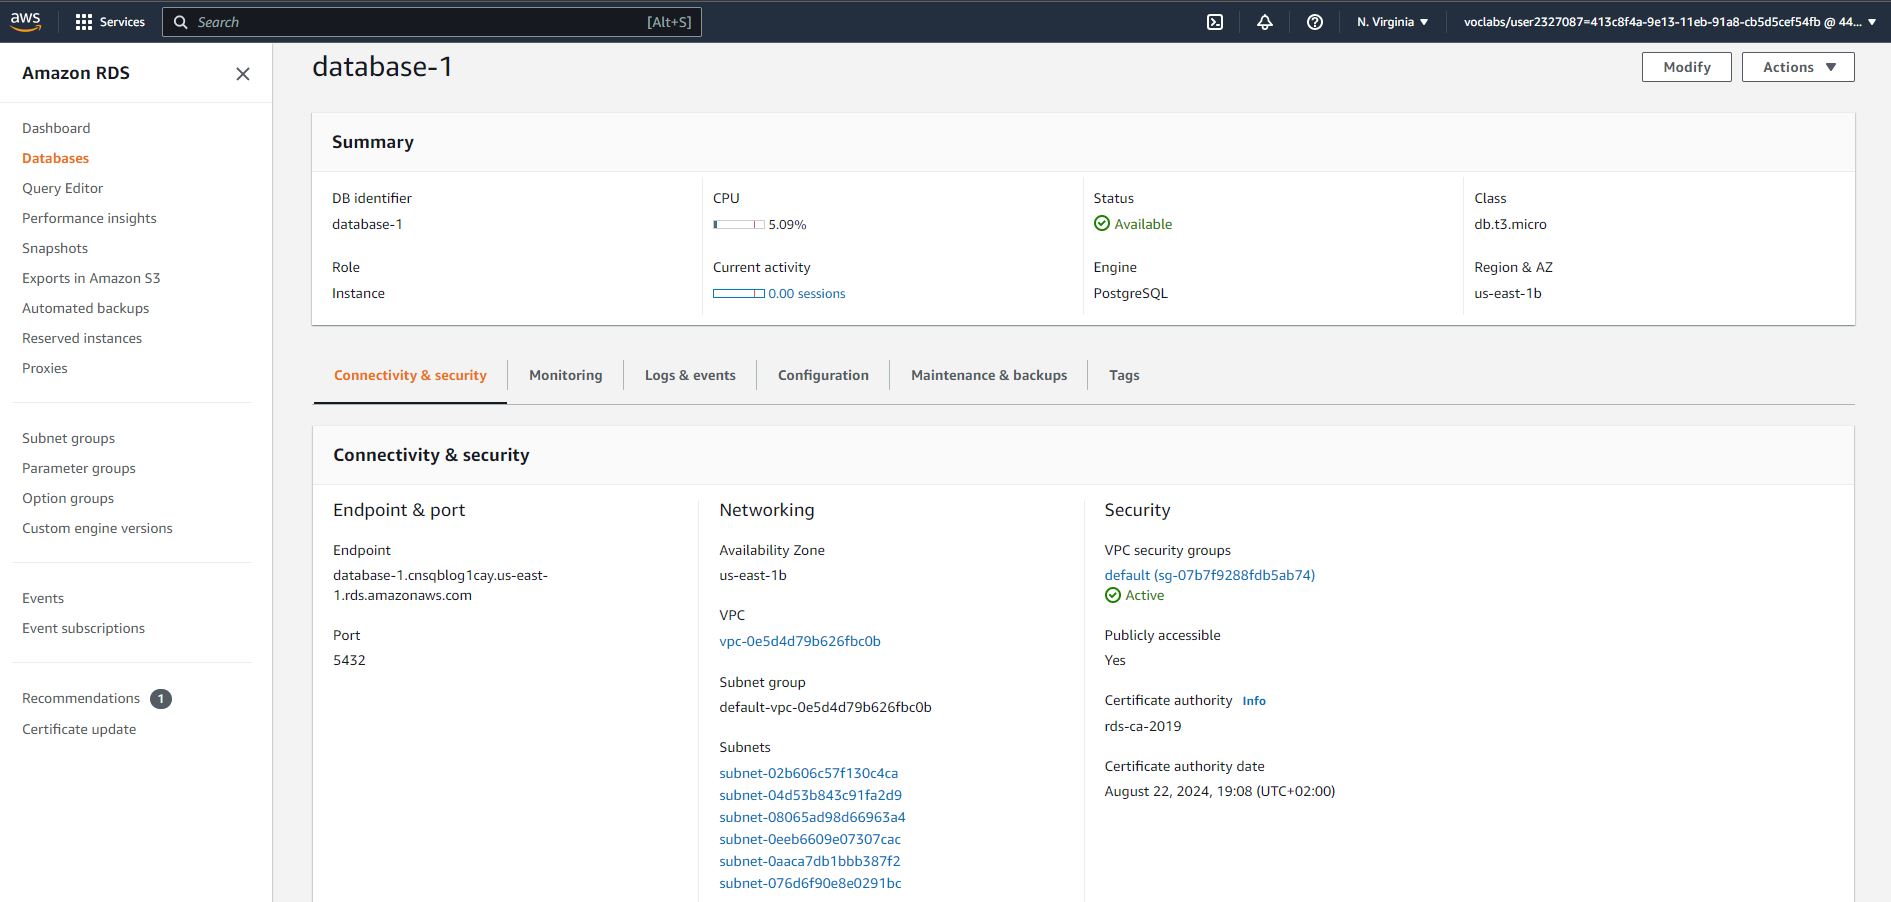 aws
Services
Search
[Alt+S]
N. Virginia
voclabs/user2327087=413c8f4a-9e13-11eb-91a8-cb5d5cef54fb @ 44...
Amazon RDS
Dashboard
Databases
Query Editor
Performance insights
Snapshots
Exports in Amazon S3
Automated backups
Reserved instances
Proxies
Subnet groups
Parameter groups
Option groups
Custom engine versions
Events
Event subscriptions
Recommendations 1
Certificate update
database-1
Modify
Actions
Summary
DB identifier
database-1
CPU
5.09%
Status
Available
Class
db.t3.micro
Role
Instance
Current activity
0.00 sessions
Engine
PostgreSQL
Region & AZ
us-east-1b
Connectivity & security
Monitoring
Logs & events
Configuration
Maintenance & backups
Tags
Connectivity & security
Endpoint & port
Endpoint
database-1.cnsqblog1cay.us-east-
1.rds.amazonaws.com
Port
5432
Networking
Availability Zone
us-east-1b
VPC
vpc-0e5d4d79b626fbc0b
Subnet group
default-vpc-0e5d4d79b626fbc0b
Subnets
subnet-02b606c57f130c4ca
subnet-04d53b843c91fa2d9
subnet-08065ad98d66963a4
subnet-0eeb6609e07307cac
subnet-0aaca7db1bbb387f2
subnet-076d6f90e8e0291bc
Security
VPC security groups
default (sg-07b7f9288fdb5ab74)
Active
Publicly accessible
Yes
Certificate authority Info
rds-ca-2019
Certificate authority date
August 22, 2024, 19:08 (UTC+02:00)